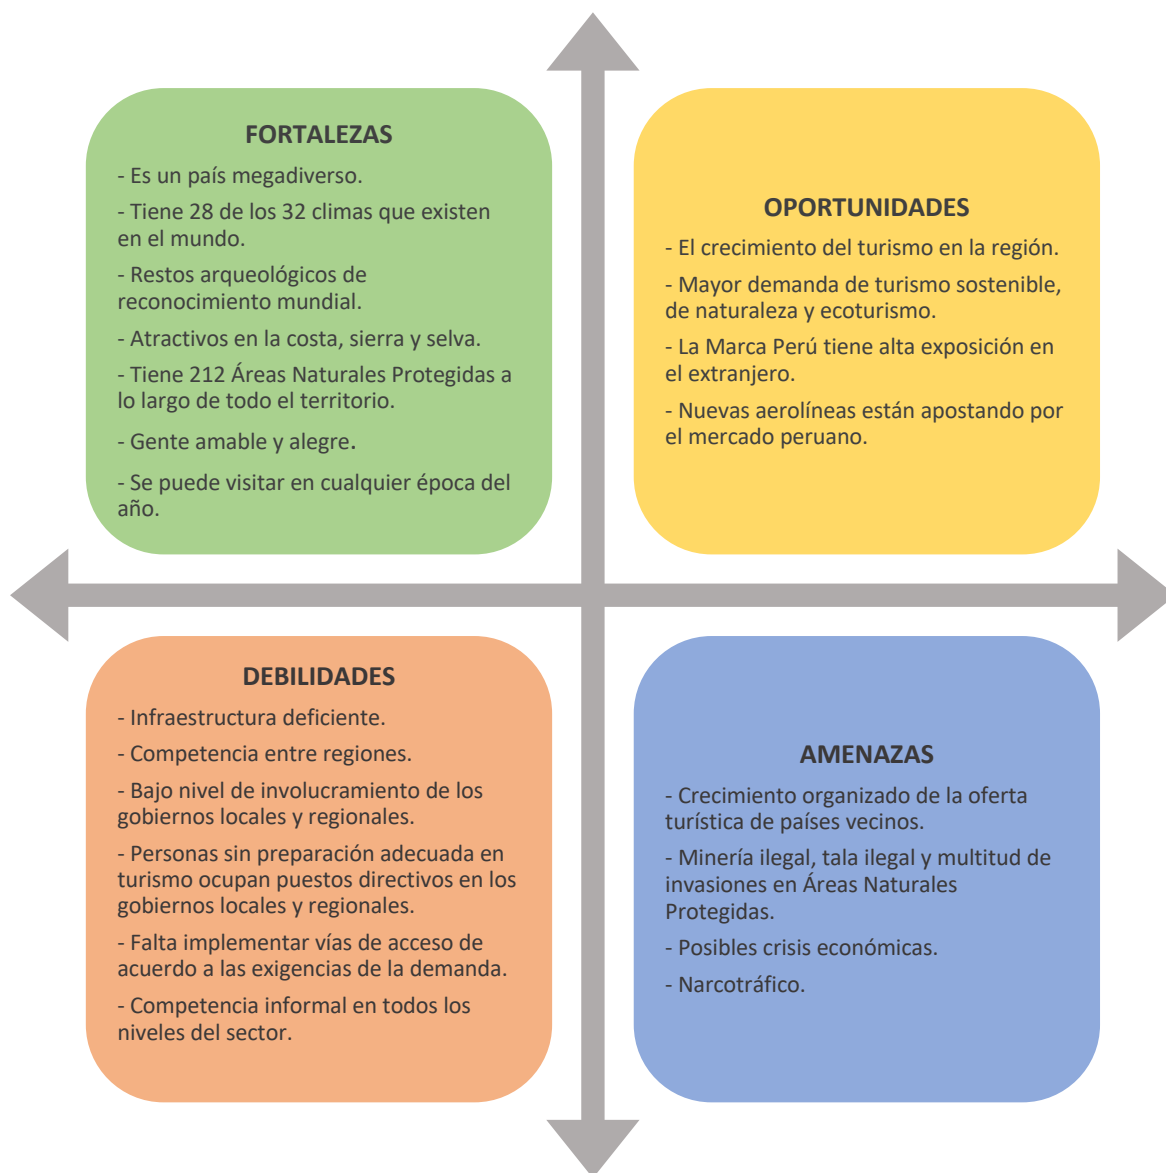 FORTALEZAS
- Es un país megadiverso.
- Tiene 28 de los 32 climas que existen
en el mundo.
- Restos arqueológicos de
reconocimiento mundial.
- Atractivos en la costa, sierra y selva.
- Tiene 212 Áreas Naturales Protegidas a
lo largo de todo el territorio.
- Gente amable y alegre.
- Se puede visitar en cualquier época del
año.
OPORTUNIDADES
- El crecimiento del turismo en la región.
- Mayor demanda de turismo sostenible,
de naturaleza y ecoturismo.
- La Marca Perú tiene alta exposición en
el extranjero.
- Nuevas aerolíneas están apostando por
el mercado peruano.
DEBILIDADES
- Infraestructura deficiente.
- Competencia entre regiones.
- Bajo nivel de involucramiento de los
gobiernos locales y regionales.
- Personas sin preparación adecuada en
turismo ocupan puestos directivos en los
gobiernos locales y regionales.
- Falta implementar vías de acceso de
acuerdo a las exigencias de la demanda.
- Competencia informal en todos los
niveles del sector.
AMENAZAS
- Crecimiento organizado de la oferta
turística de países vecinos.
- Minería ilegal, tala ilegal y multitud de
invasiones en Áreas Naturales
Protegidas.
- Posibles crisis económicas.
- Narcotráfico.